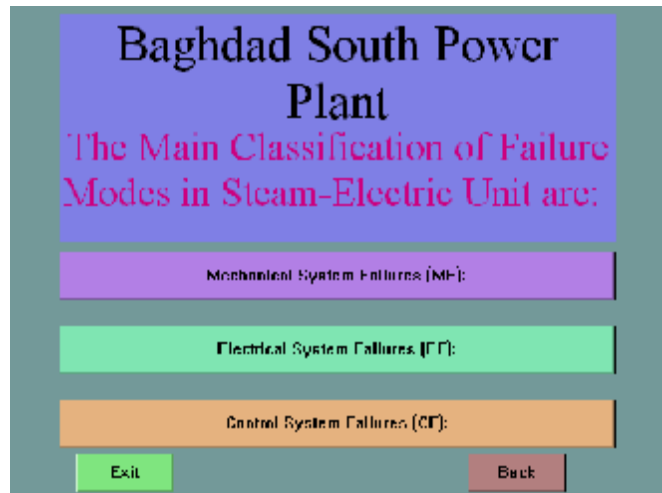 Baghdad South Power
Plant
The Main Classification of Failure
Modes in Steam-Electric Unit are:
Mechanical System Failures (MF):
Electrical System Failures (EF):
Control System Failures (CF):
Exit
Back